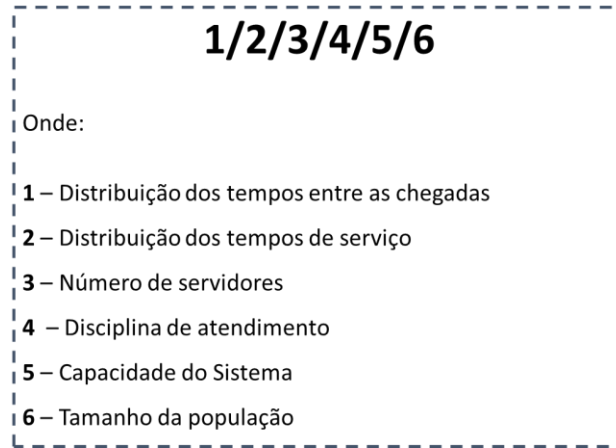 1/2/3/4/5/6
Onde:
1 – Distribuição dos tempos entre as chegadas
2 – Distribuição dos tempos de serviço
3 – Número de servidores
4 – Disciplina de atendimento
5 – Capacidade do Sistema
6 – Tamanho da população